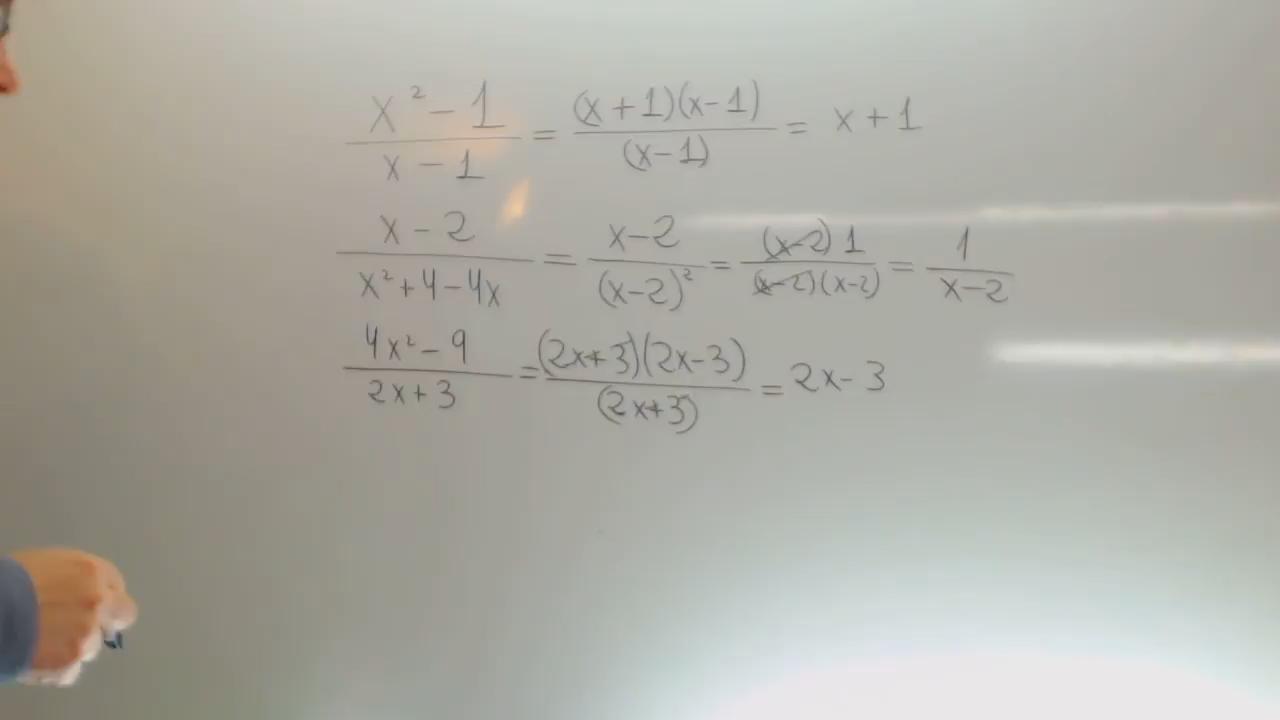 (x² - 1)/(x - 1) = ((x + 1)(x - 1))/((x - 1)) = x + 1
(x - 2)/(x² + 4 - 4x) = (x - 2)/((x - 2)²) = ((x - 2) 1)/((x - 2)(x - 2)) = 1/(x - 2)
(4x² - 9)/(2x + 3) = ((2x + 3)(2x - 3))/((2x + 3)) = 2x - 3